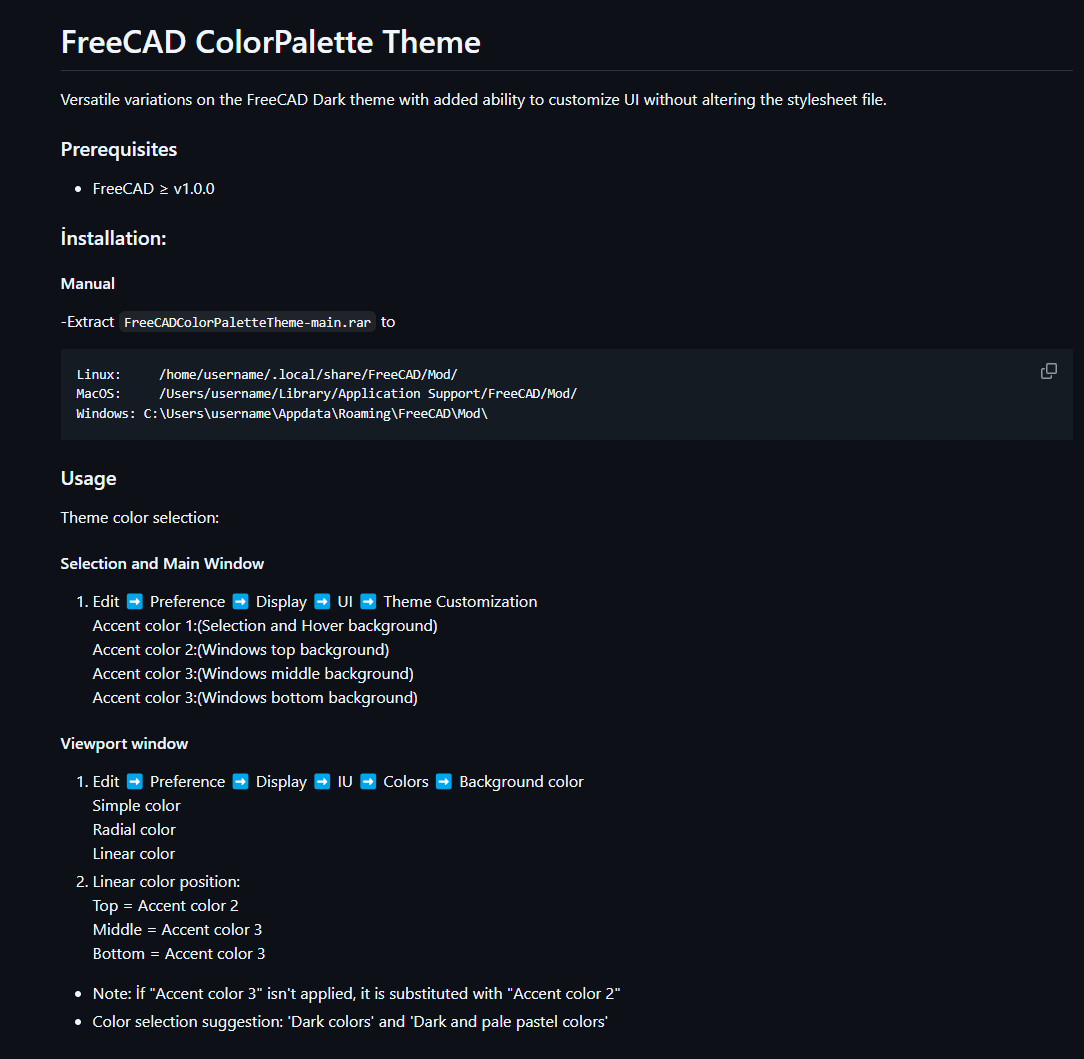 FreeCAD ColorPalette Theme
Versatile variations on the FreeCAD Dark theme with added ability to customize UI without altering the stylesheet file.
Prerequisites
• FreeCAD ≥ v1.0.0
İnstallation:
Manual
-Extract FreeCADColorPaletteTheme-main.rar to
Linux: /home/username/.local/share/FreeCAD/Mod/
MacOS: /Users/username/Library/Application Support/FreeCAD/Mod/
Windows: C:\Users\username\Appdata\Roaming\FreeCAD\Mod\
Usage
Theme color selection:
Selection and Main Window
1. Edit ➡ Preference ➡ Display ➡ UI ➡ Theme Customization
Accent color 1:(Selection and Hover background)
Accent color 2:(Windows top background)
Accent color 3:(Windows middle background)
Accent color 3:(Windows bottom background)
Viewport window
1. Edit ➡ Preference ➡ Display ➡ IU ➡ Colors ➡ Background color
Simple color
Radial color
Linear color
2. Linear color position:
Top = Accent color 2
Middle = Accent color 3
Bottom = Accent color 3
• Note: İf "Accent color 3" isn't applied, it is substituted with "Accent color 2"
• Color selection suggestion: 'Dark colors' and 'Dark and pale pastel colors'